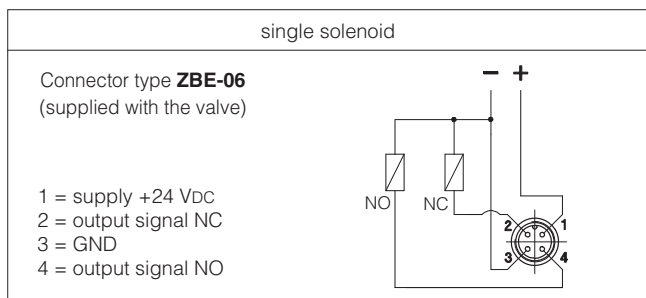 single solenoid
Connector type ZBE-06
(supplied with the valve)
1 = supply +24 VDC
2 = output signal NC
3 = GND
4 = output signal NO
− +
NO NC
2 1
3 4